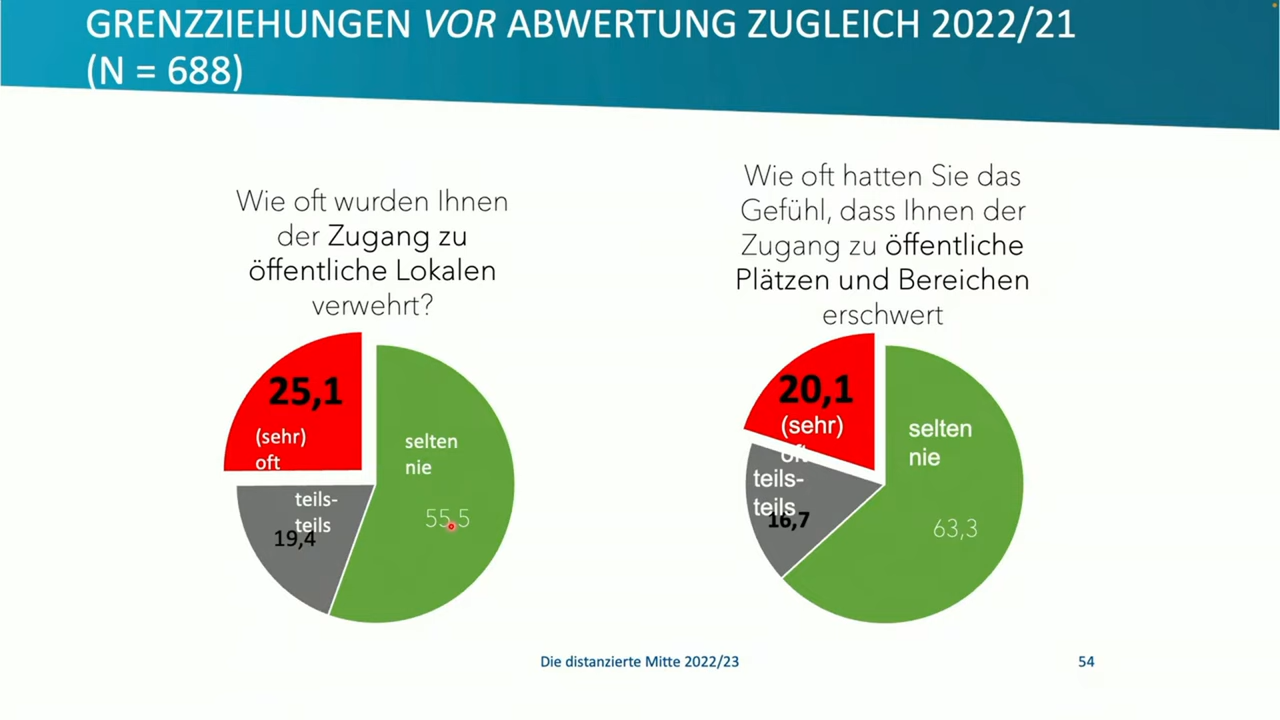 GRENZZIEHUNGEN VOR ABWERTUNG ZUGLEICH 2022/21
(N = 688)
Wie oft wurden Ihnen
der Zugang zu
öffentliche Lokalen
verwehrt?
25,1
(sehr)
oft
selten
nie
teils-
teils
19,4
55,5
Wie oft hatten Sie das
Gefühl, dass Ihnen der
Zugang zu öffentliche
Plätzen und Bereichen
erschwert
20,1
(sehr)
oft
selten
nie
teils-
teils
16,7
63,3
Die distanzierte Mitte 2022/23
54